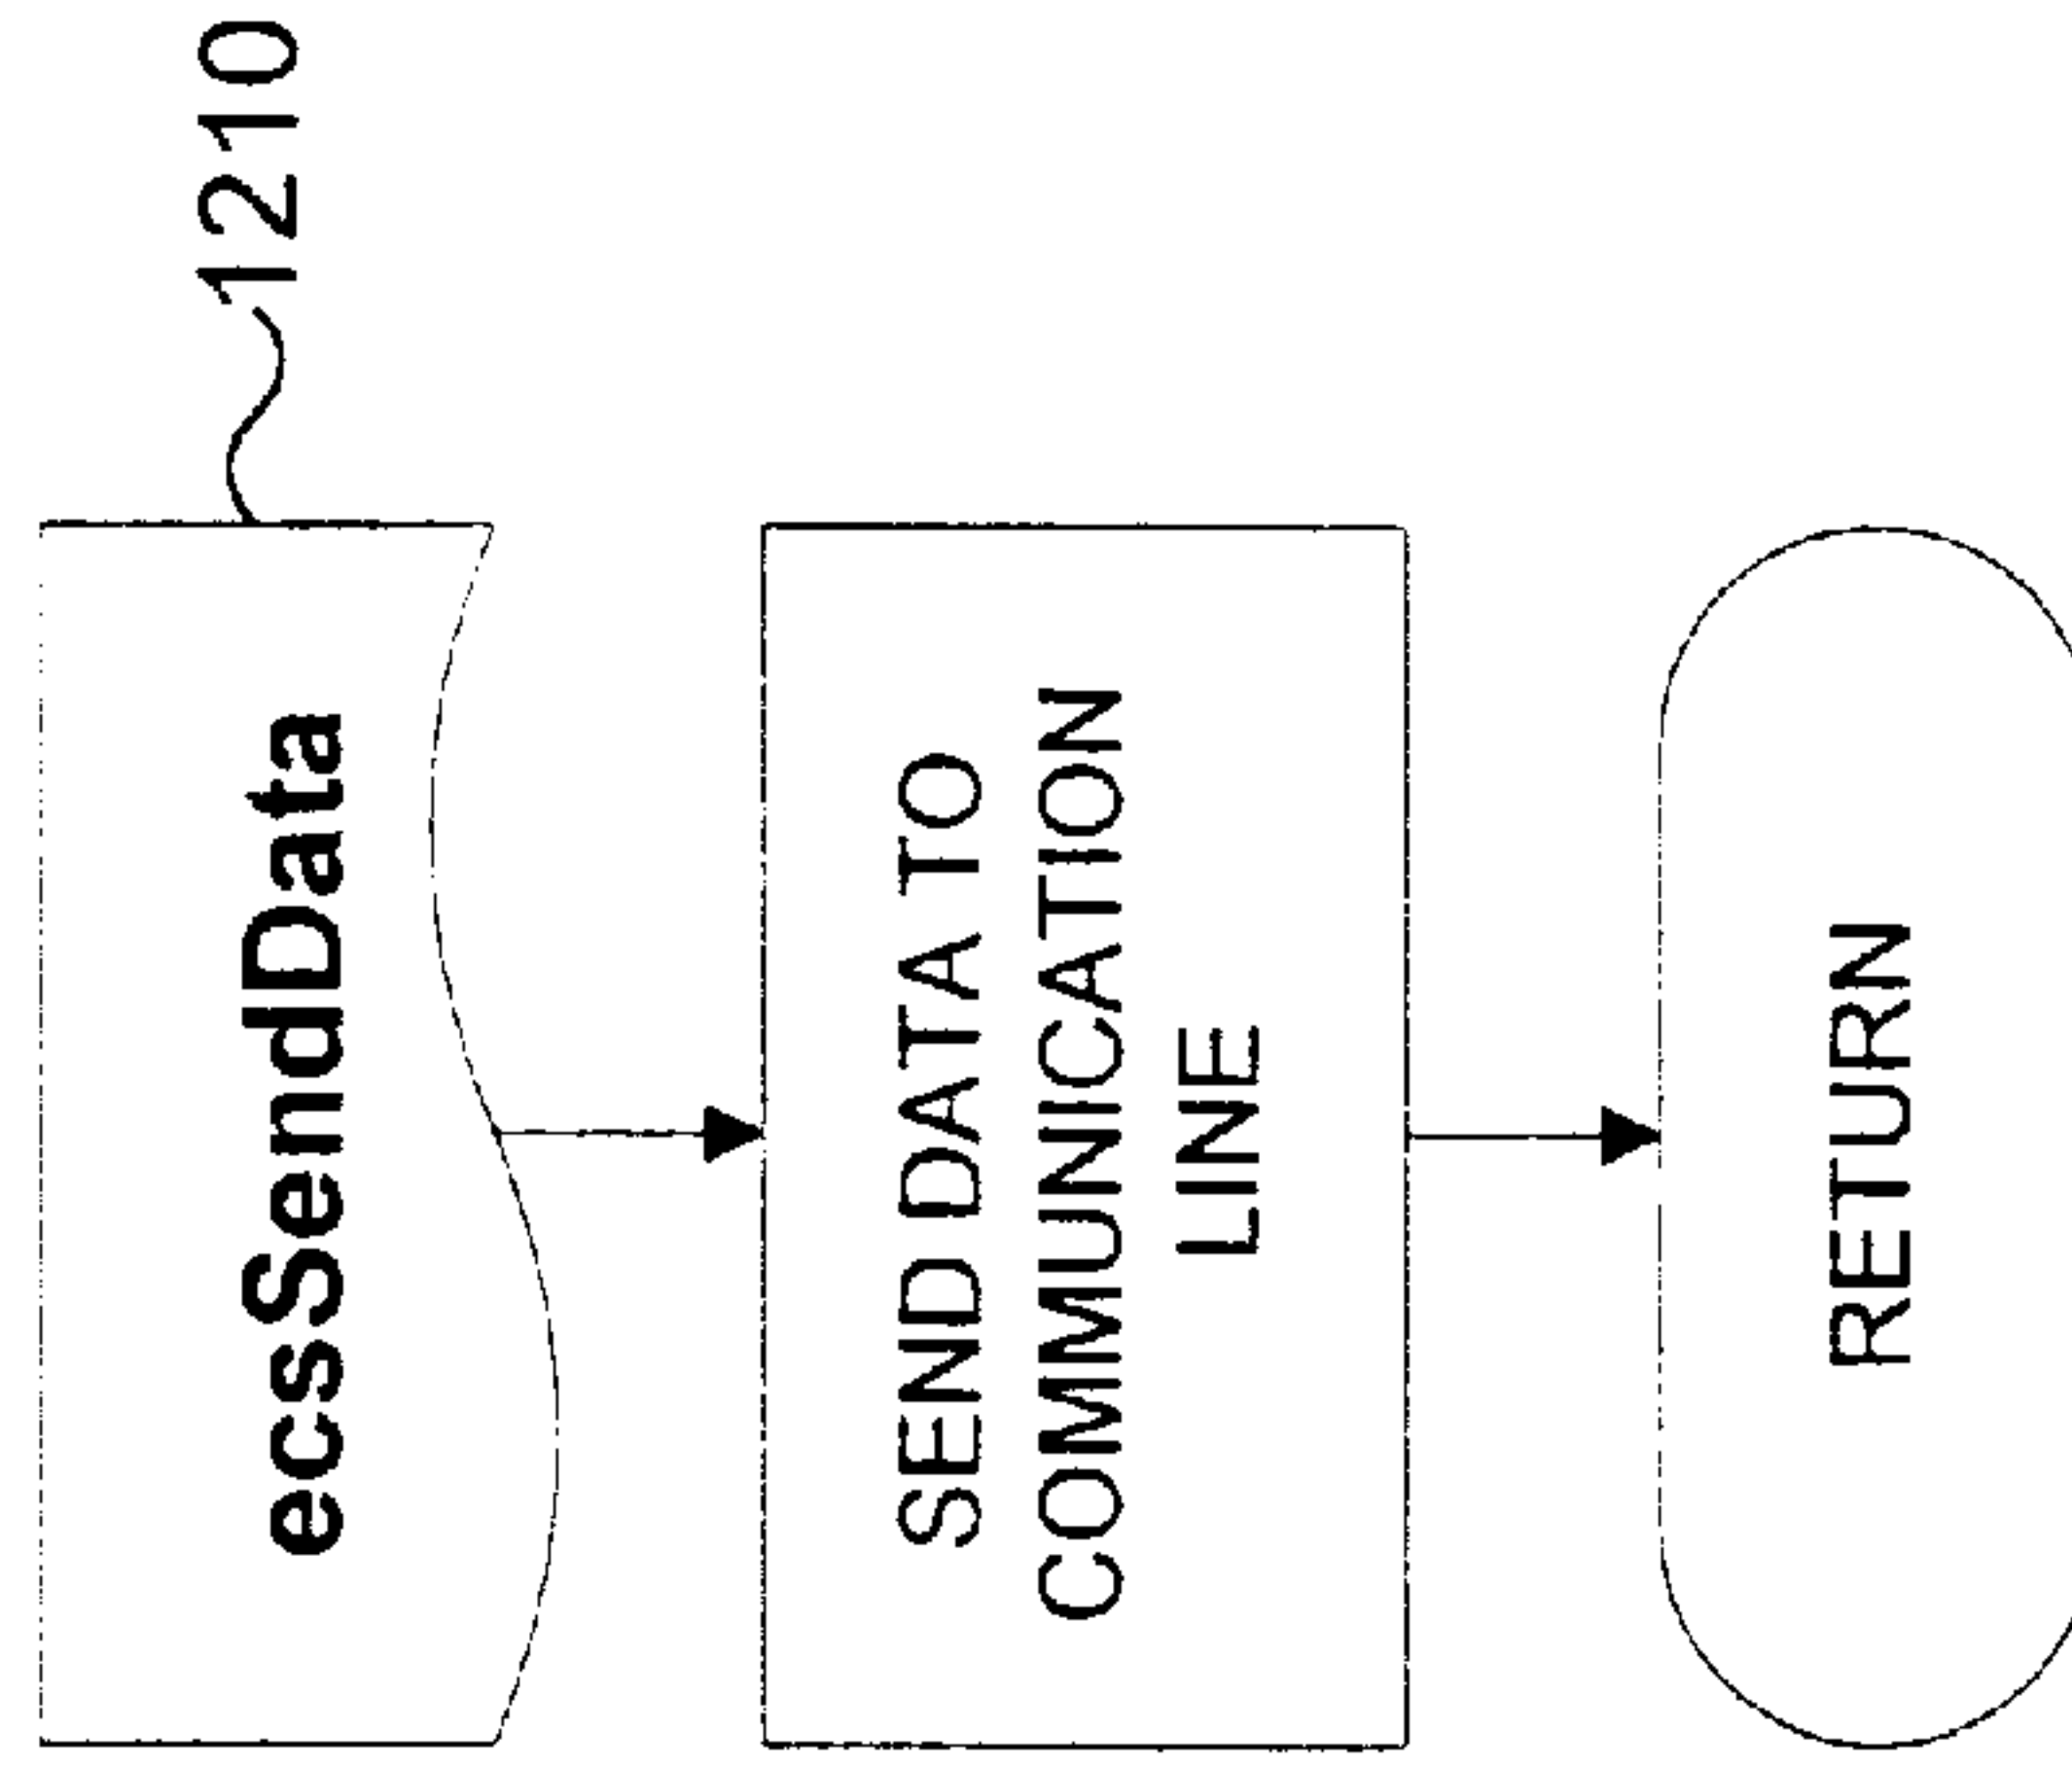 ecsSendData
1210
SEND DATA TO
COMMUNICATION
LINE
RETURN